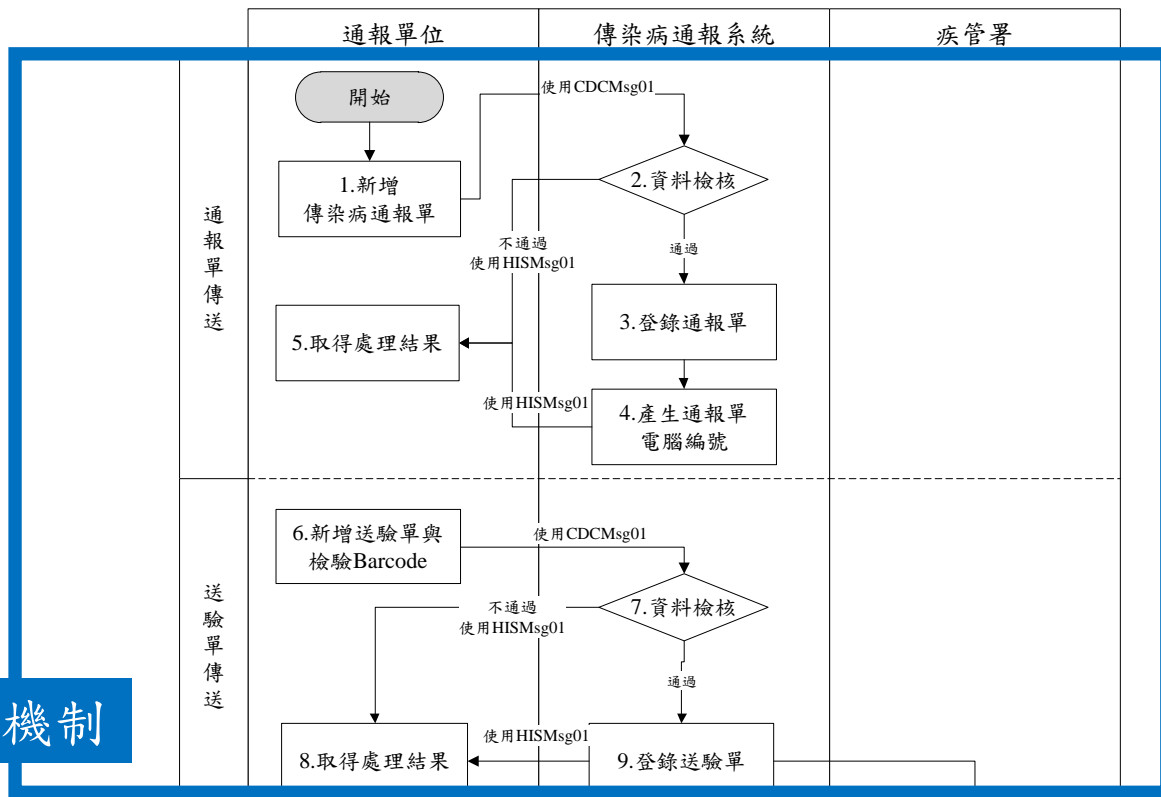 通報單位
傳染病通報系統
疾管署
通報單傳送
開始
使用CDCMsg01
1.新增
傳染病通報單
2.資料檢核
不通過
使用HISMsg01
通過
3.登錄通報單
5.取得處理結果
使用HISMsg01
4.產生通報單
電腦編號
送驗單傳送
6.新增送驗單與
檢驗Barcode
使用CDCMsg01
7.資料檢核
不通過
使用HISMsg01
通過
機制
8.取得處理結果
使用HISMsg01
9.登錄送驗單